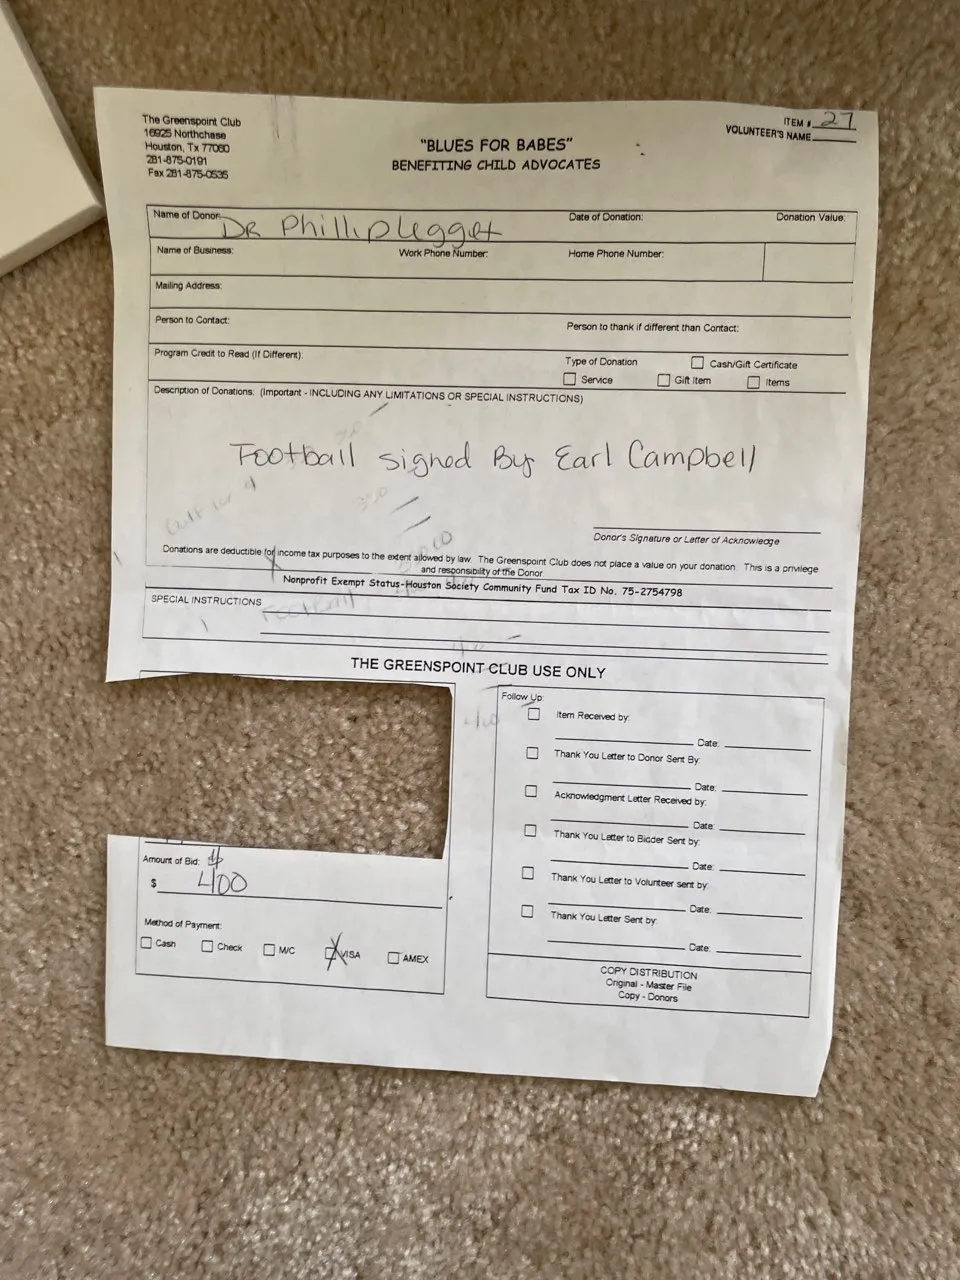 The Greenspoint Club
16925 Northchase
Houston, Tx 77060
281-875-0191
Fax 281-875-0535
ITEM # 27
VOLUNTEER'S NAME
"BLUES FOR BABES"
BENEFITING CHILD ADVOCATES
Name of Donor: DR Phillip Legget
Date of Donation:
Donation Value:
Name of Business:
Work Phone Number:
Home Phone Number:
Mailing Address:
Person to Contact:
Person to thank if different than Contact:
Program Credit to Read (If Different):
Type of Donation
Cash/Gift Certificate
Service
Gift Item
Items
Description of Donations: (Important - INCLUDING ANY LIMITATIONS OR SPECIAL INSTRUCTIONS)
Football signed By Earl Campbell
Donor's Signature or Letter of Acknowledge
Donations are deductible for income tax purposes to the extent allowed by law. The Greenspoint Club does not place a value on your donation. This is a privilege
and responsibility of the Donor
Nonprofit Exempt Status-Houston Society Community Fund Tax ID No. 75-2754798
SPECIAL INSTRUCTIONS
Football
THE GREENSPOINT CLUB USE ONLY
Follow Up:
Item Received by:
Date:
Thank You Letter to Donor Sent By:
Date:
Acknowledgment Letter Received by:
Date:
Thank You Letter to Bidder Sent by:
Date:
Thank You Letter to Volunteer sent by:
Date:
Thank You Letter Sent by:
Date:
Amount of Bid: $
$ 400
Method of Payment:
Cash
Check
M/C
VISA
AMEX
COPY DISTRIBUTION
Original - Master File
Copy - Donors